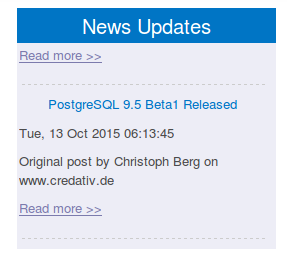 News Updates
Read more >>
PostgreSQL 9.5 Beta1 Released
Tue, 13 Oct 2015 06:13:45
Original post by Christoph Berg on
www.credativ.de
Read more >>